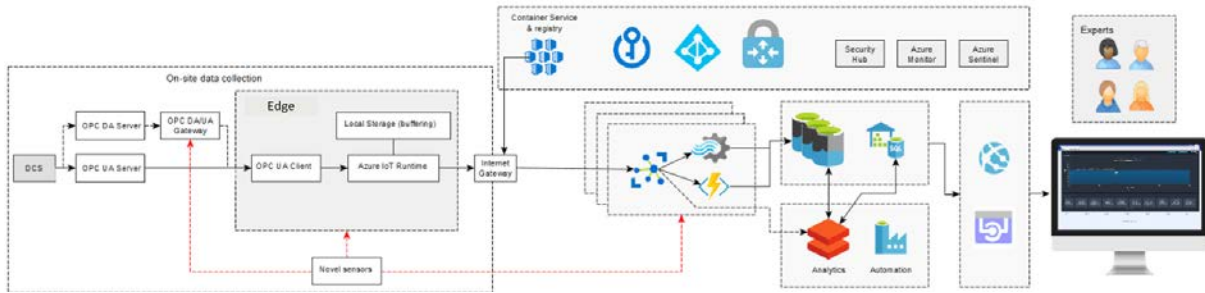 Container Service
& registry
Security
Hub
Azure
Monitor
Azure
Sentinel
Experts
On-site data collection
Edge
OPC DA Server
OPC DA/UA
Gateway
Local Storage (buffering)
DCS
OPC UA Server
OPC UA Client
Azure IoT Runtime
Internet
Gateway
SQL
Novel sensors
Analytics
Automation